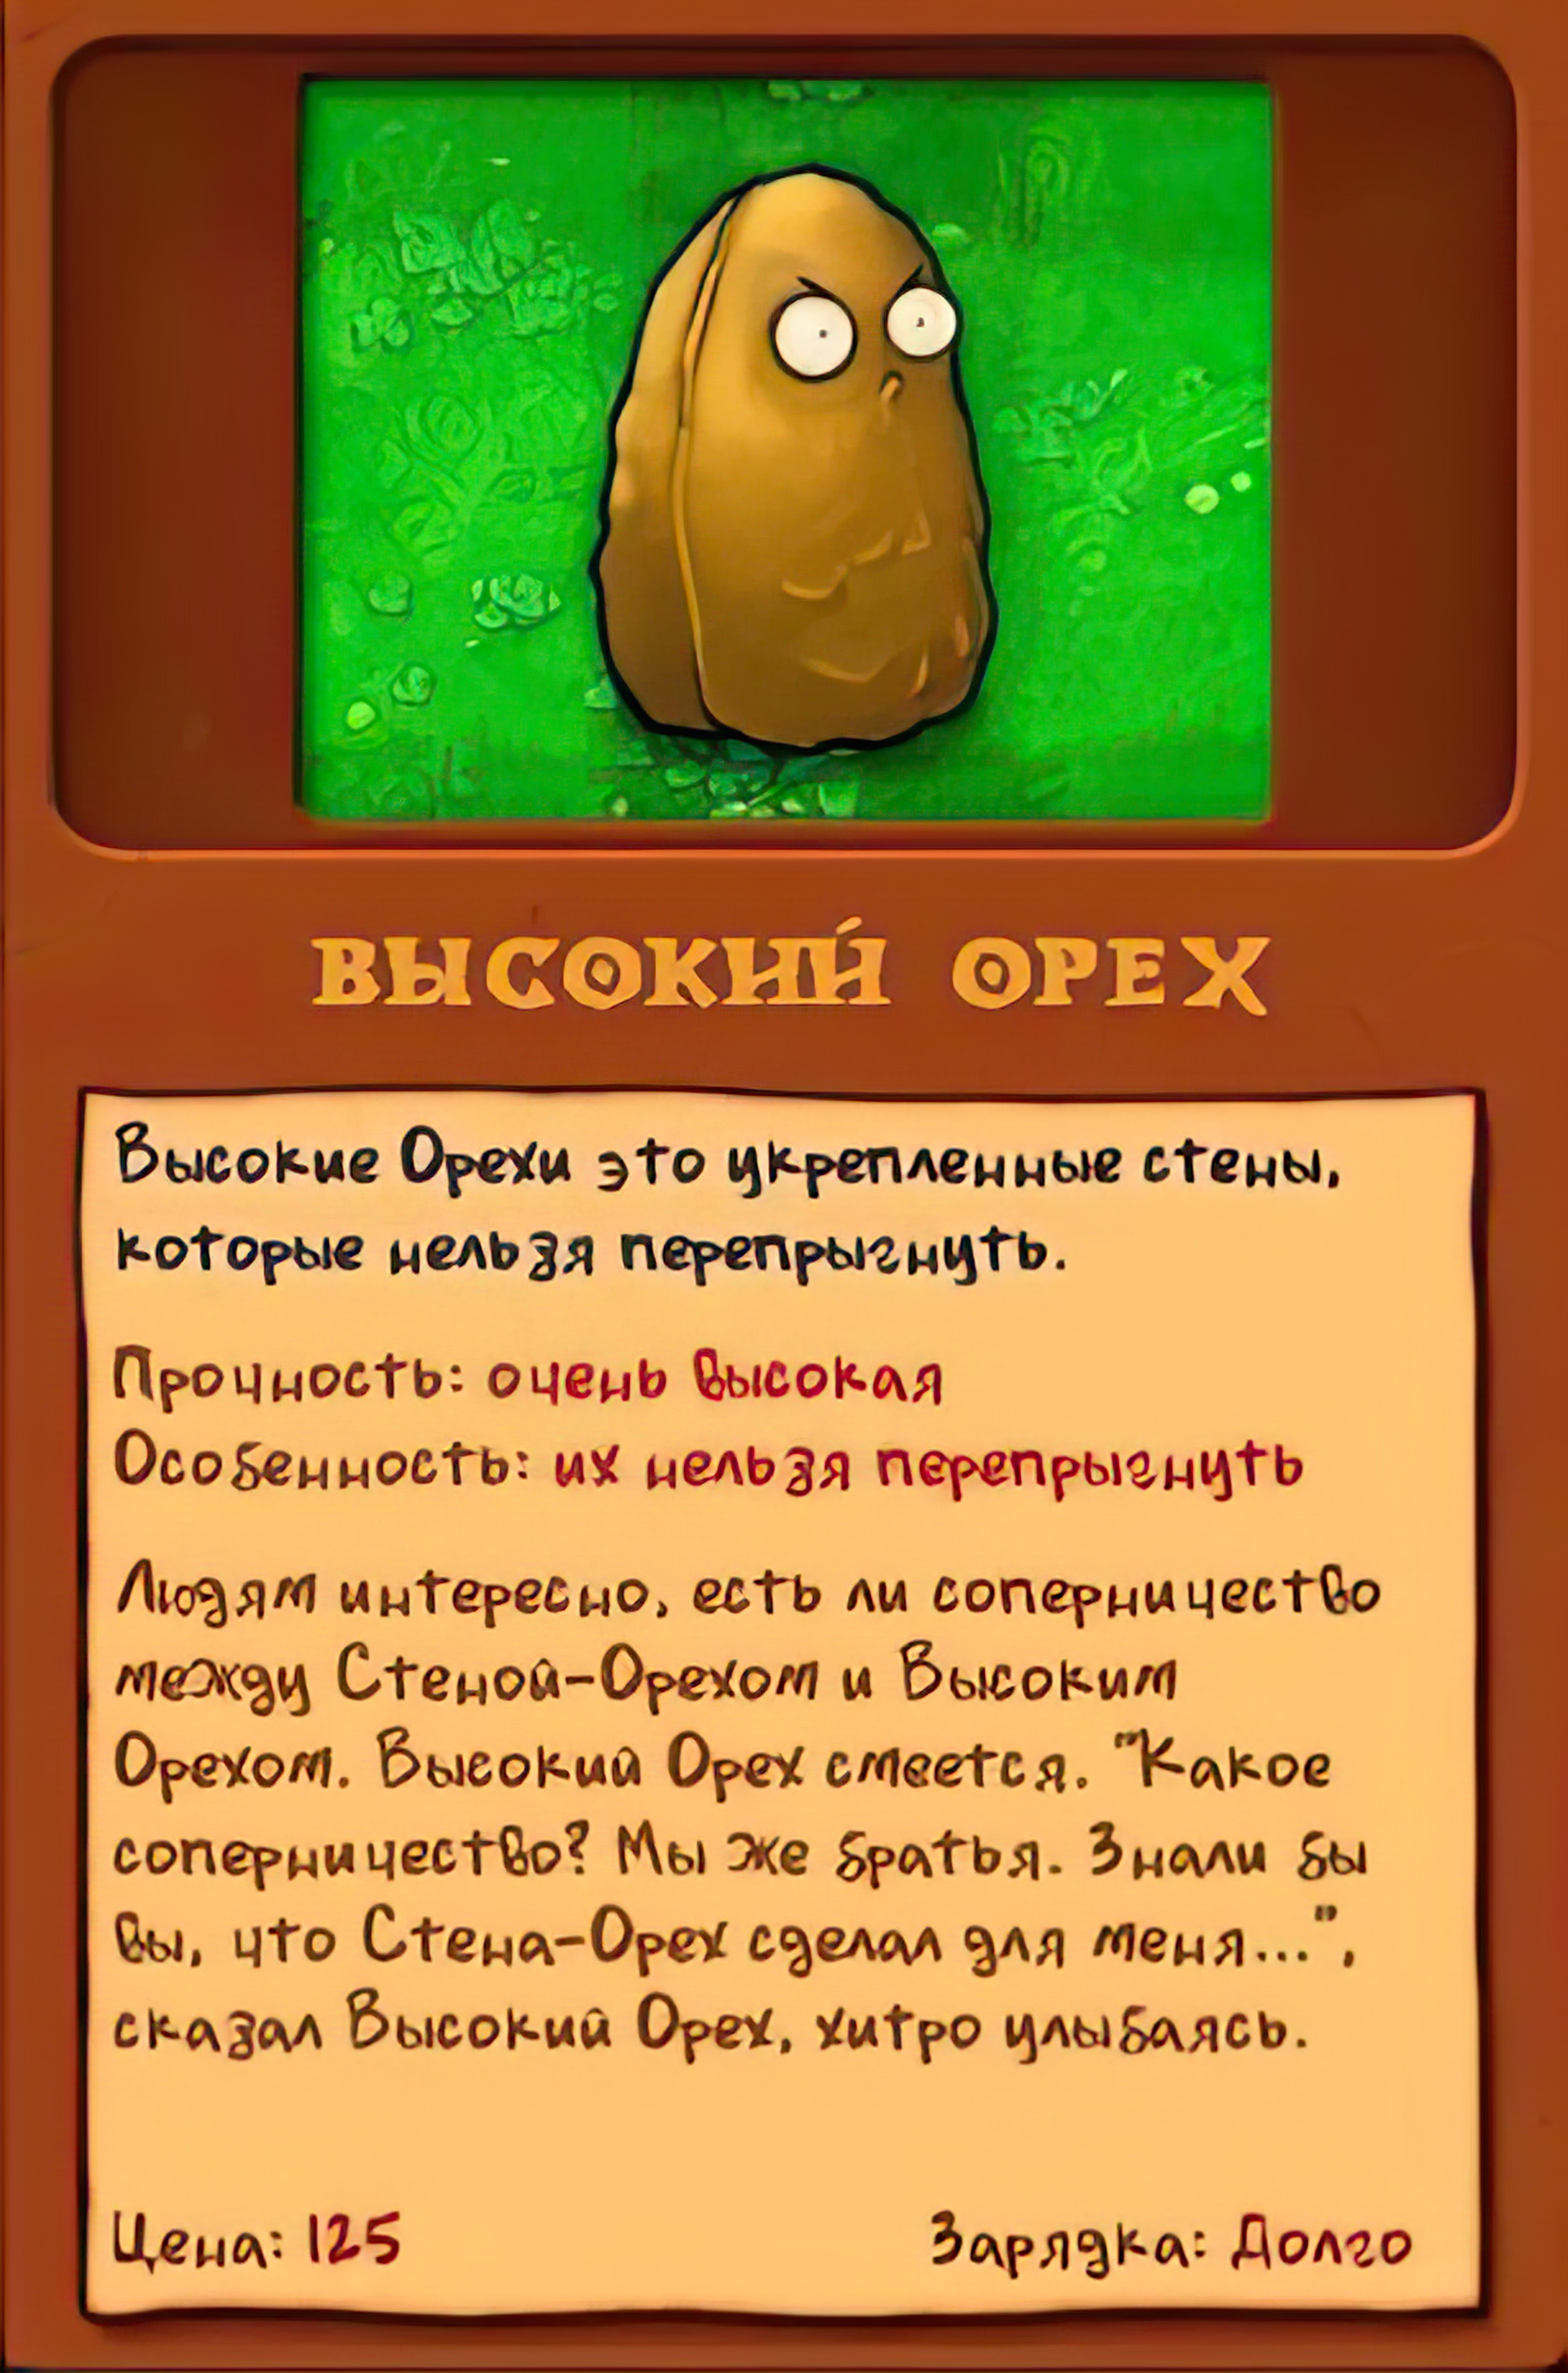 ВЫСОКИЙ ОРЕХ
Высокие Орехи это укрепленные стены,
которые нельзя перепрыгнуть.
Прочность: очень высокая
Особенность: их нельзя перепрыгнуть
Людям интересно, есть ли соперничество
между Стеной-Орехом и Высоким
Орехом. Высокий Орех смеется. "Какое
соперничество? Мы же братья. Знали бы
вы, что Стена-Орех сделал для меня...",
сказал Высокий Орех, хитро улыбаясь.
Цена: 125 Зарядка: Долго